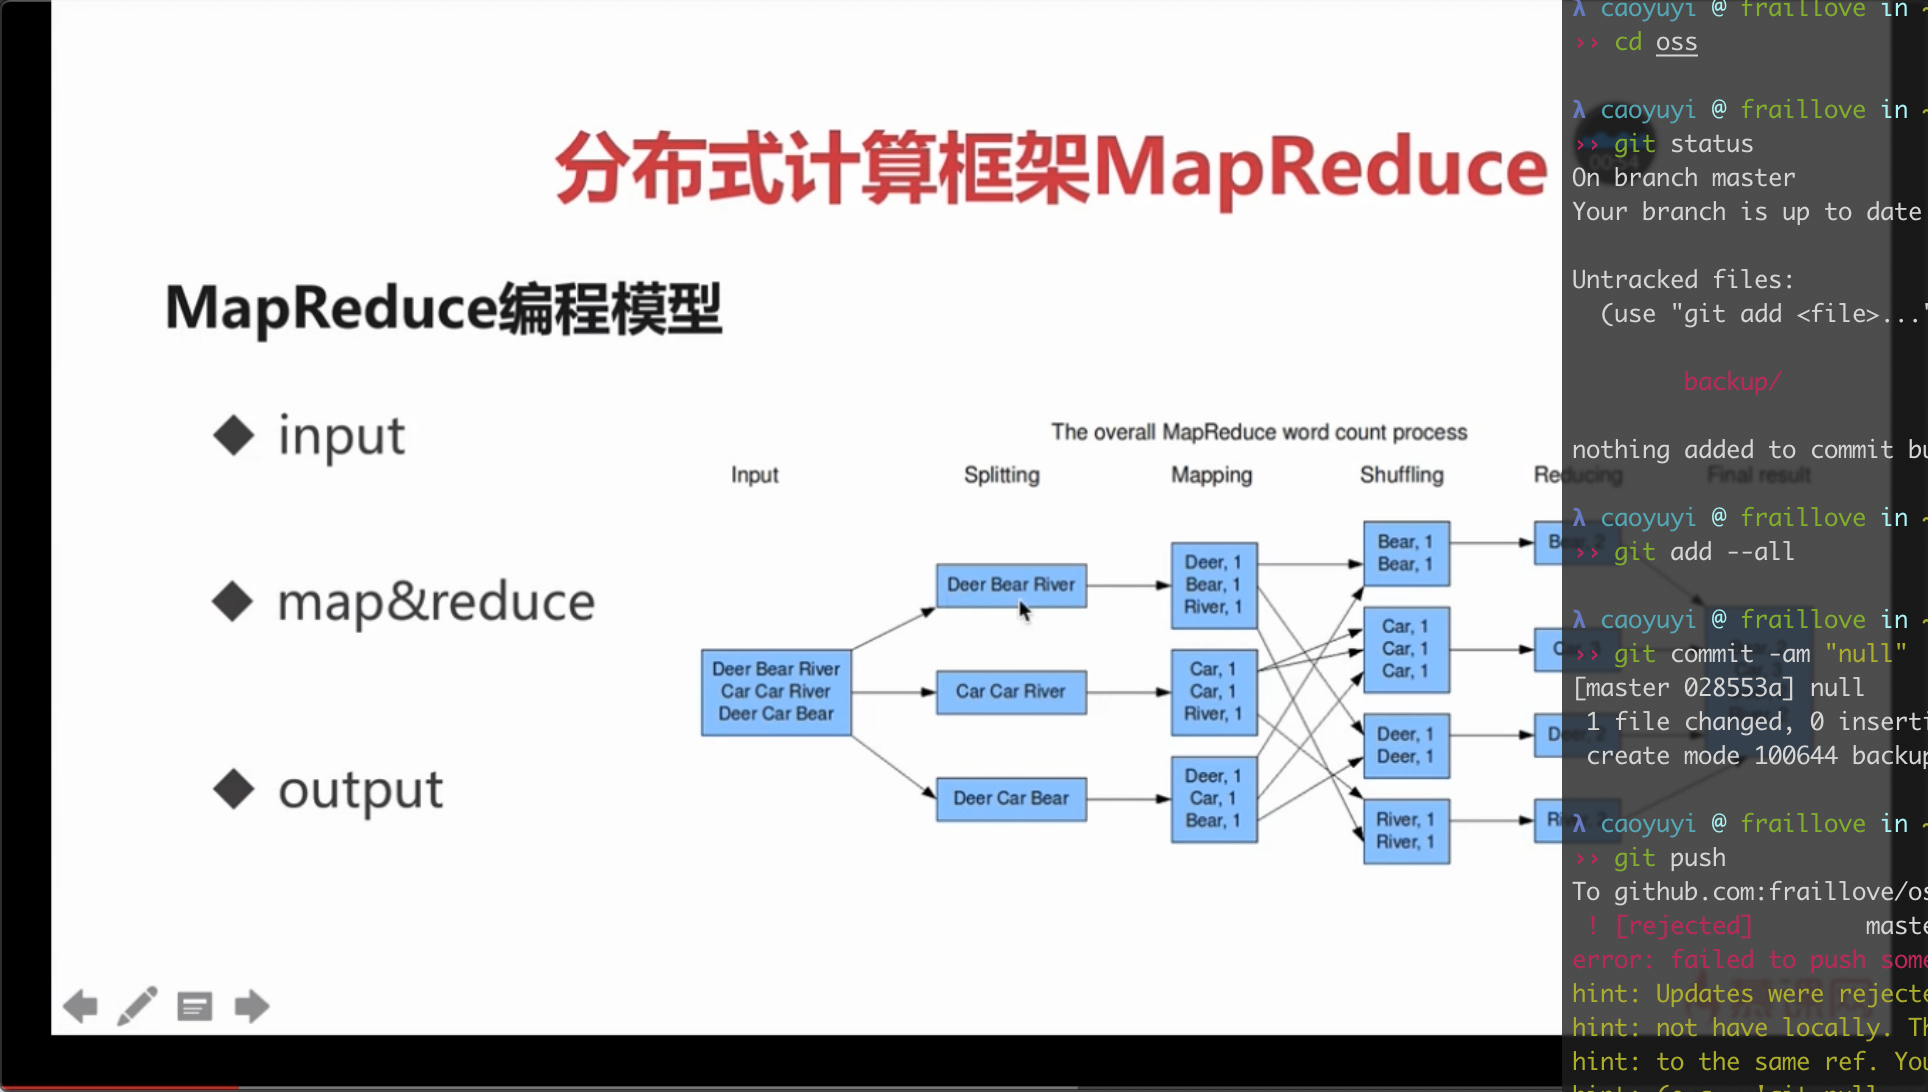 分布式计算框架MapReduce
MapReduce编程模型
input
map&reduce
output
The overall MapReduce word count process
Input
Splitting
Mapping
Shuffling
Reducing
Final result
Deer Bear River
Car Car River
Deer Car Bear
Deer Bear River
Car Car River
Deer Car Bear
Deer, 1
Bear, 1
River, 1
Car, 1
Car, 1
River, 1
Deer, 1
Car, 1
Bear, 1
Bear, 1
Bear, 1
Car, 1
Car, 1
Car, 1
Deer, 1
Deer, 1
River, 1
River, 1
λ caoyuyi @ fraillove in ~
›› cd oss
λ caoyuyi @ fraillove in ~
›› git status
On branch master
Your branch is up to date
Untracked files:
(use "git add <file>..."
backup/
nothing added to commit bu
λ caoyuyi @ fraillove in ~
›› git add --all
λ caoyuyi @ fraillove in ~
›› git commit -am "null"
[master 028553a] null
1 file changed, 0 inserti
create mode 100644 backup
λ caoyuyi @ fraillove in ~
›› git push
To github.com:fraillove/os
! [rejected] maste
error: failed to push some
hint: Updates were rejecte
hint: not have locally. Th
hint: to the same ref. You